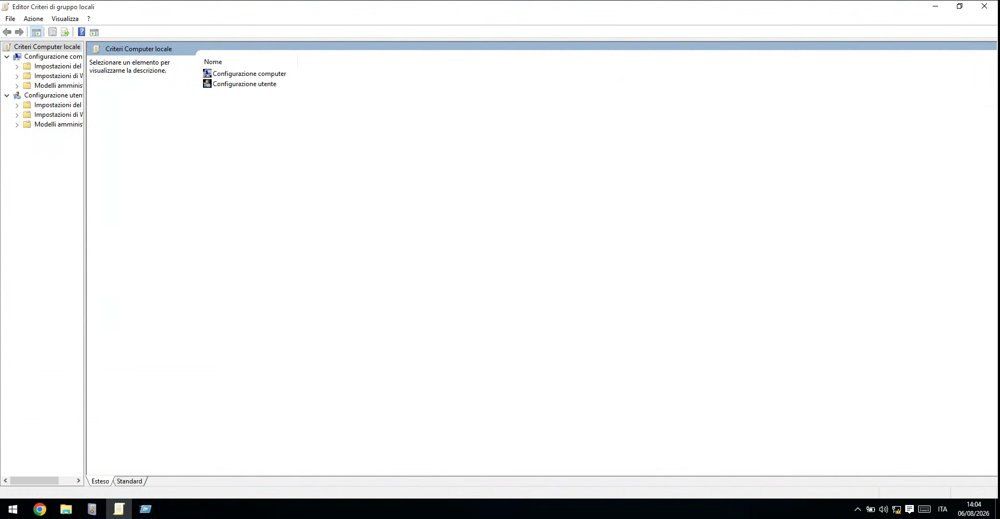 Editor Criteri di gruppo locali
File Azione Visualizza ?
Criteri Computer locale
Configurazione com
Impostazioni del
Impostazioni di W
Modelli amminis
Configurazione uten
Impostazioni del
Impostazioni di W
Modelli amminis
Criteri Computer locale
Selezionare un elemento per
visualizzarne la descrizione.
Nome
Configurazione computer
Configurazione utente
Esteso Standard
ITA
14:04
06/08/2026